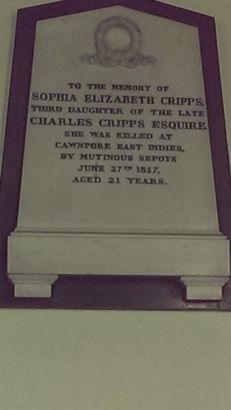 TO THE MEMORY OF
SOPHIA ELIZABETH CRIPPS,
THIRD DAUGHTER OF THE LATE
CHARLES CRIPPS ESQUIRE.
SHE WAS KILLED AT
CAWNPORE EAST INDIES,
BY MUTINOUS SEPOYS
JUNE 27TH 1857,
AGED 21 YEARS.